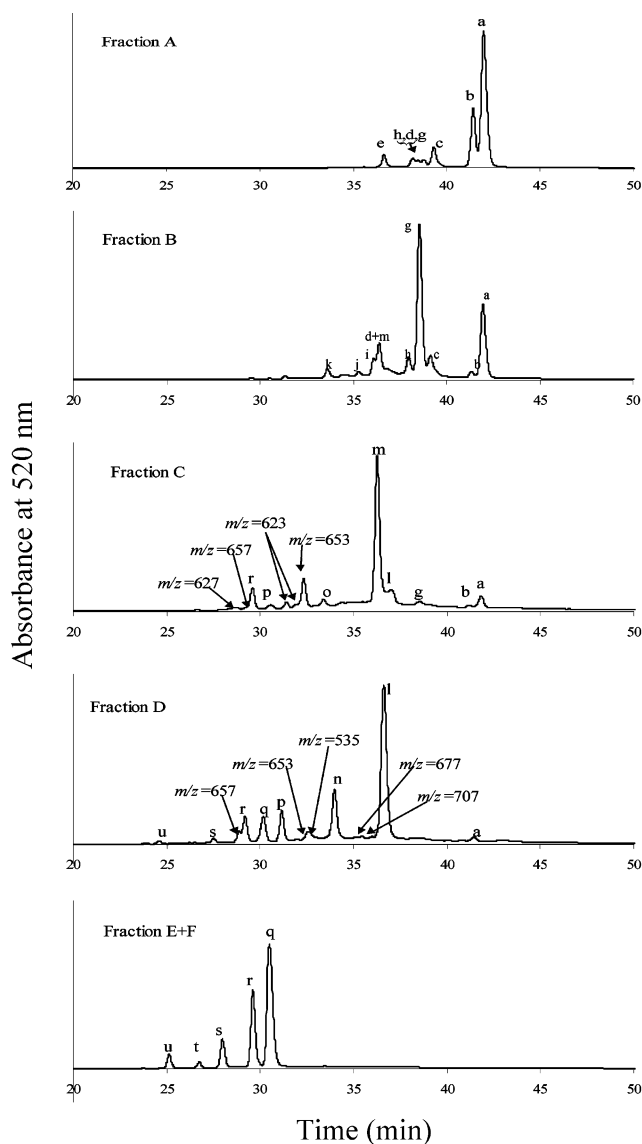 Absorbance at 520 nm
Fraction A
a
b
e
h,d,g
c
20 25 30 35 40 45 50
Fraction B
g
a
d+m
k
j
i
h
c
b
20 25 30 35 40 45 50
Fraction C
m
m/z=623
m/z=653
m/z=657
m/z=627
r
p
o
l
g
b
a
20 25 30 35 40 45 50
Fraction D
l
m/z=535
m/z=653
m/z=677
m/z=657
m/z=707
n
r
q
p
u
s
a
20 25 30 35 40 45 50
Fraction E+F
q
r
s
u
t
20 25 30 35 40 45 50
Time (min)